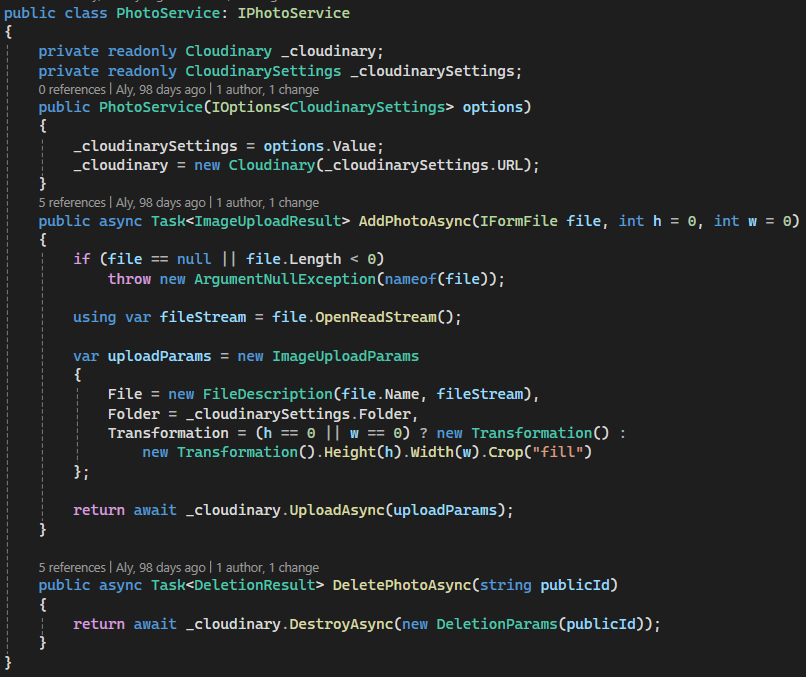 public class PhotoService: IPhotoService
{
private readonly Cloudinary _cloudinary;
private readonly CloudinarySettings _cloudinarySettings;
0 references | Aly, 98 days ago | 1 author, 1 change
public PhotoService(IOptions<CloudinarySettings> options)
{
_cloudinarySettings = options.Value;
_cloudinary = new Cloudinary(_cloudinarySettings.URL);
}
5 references | Aly, 98 days ago | 1 author, 1 change
public async Task<ImageUploadResult> AddPhotoAsync(IFormFile file, int h = 0, int w = 0)
{
if (file == null || file.Length < 0)
throw new ArgumentNullException(nameof(file));
using var fileStream = file.OpenReadStream();
var uploadParams = new ImageUploadParams
{
File = new FileDescription(file.Name, fileStream),
Folder = _cloudinarySettings.Folder,
Transformation = (h == 0 || w == 0) ? new Transformation() :
new Transformation().Height(h).Width(w).Crop("fill")
};
return await _cloudinary.UploadAsync(uploadParams);
}
5 references | Aly, 98 days ago | 1 author, 1 change
public async Task<DeletionResult> DeletePhotoAsync(string publicId)
{
return await _cloudinary.DestroyAsync(new DeletionParams(publicId));
}
}